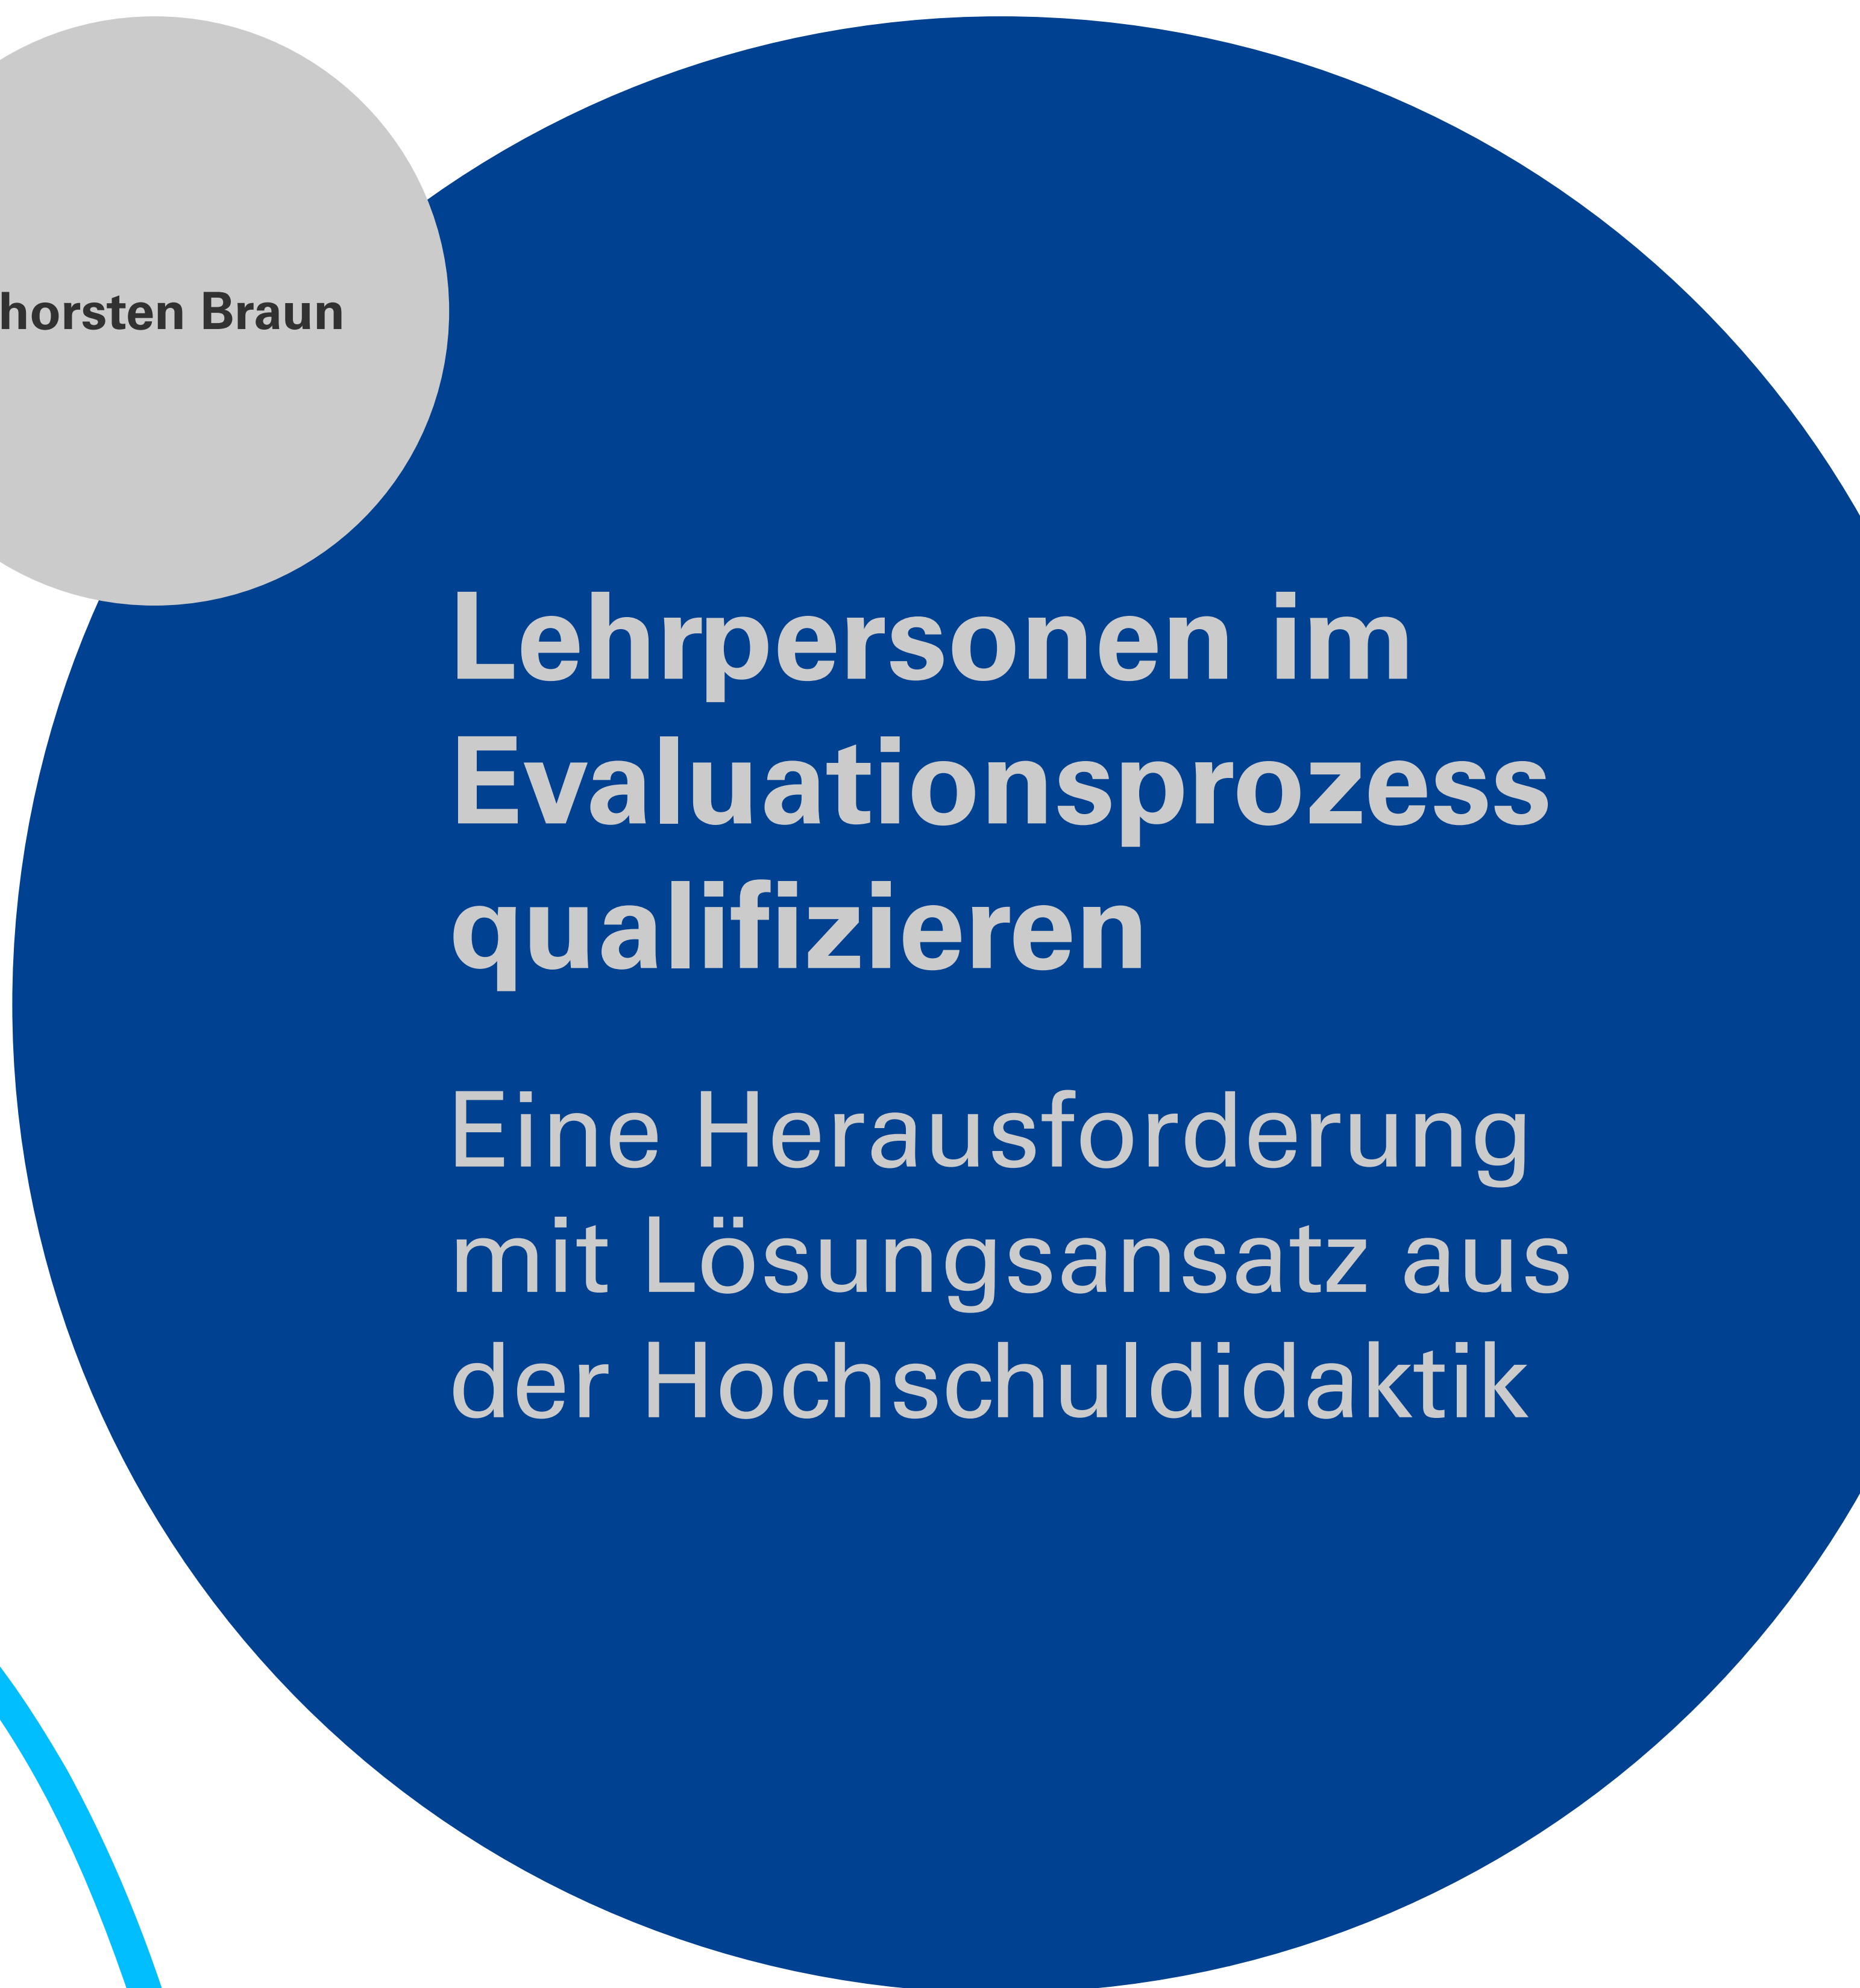 horsten Braun
Lehrpersonen im
Evaluationsprozess
qualifizieren
Eine Herausforderung
mit Lösungsansatz aus
der Hochschuldidaktik